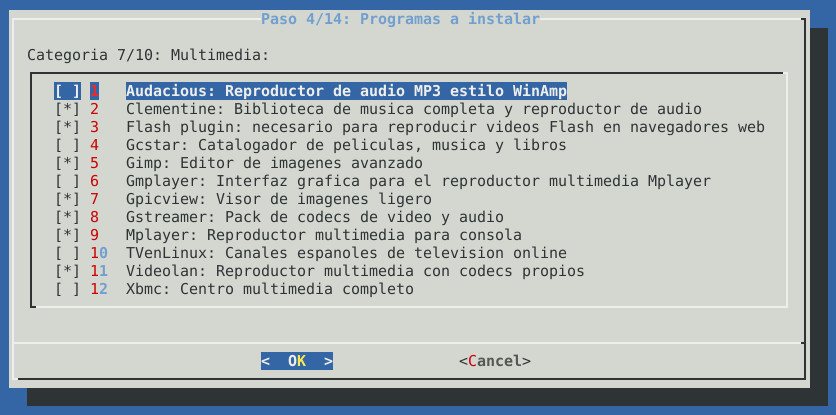 Paso 4/14: Programas a instalar
Categoria 7/10: Multimedia:
[ ] 1 Audacious: Reproductor de audio MP3 estilo WinAmp
[*] 2 Clementine: Biblioteca de musica completa y reproductor de audio
[*] 3 Flash plugin: necesario para reproducir videos Flash en navegadores web
[ ] 4 Gcstar: Catalogador de peliculas, musica y libros
[*] 5 Gimp: Editor de imagenes avanzado
[ ] 6 Gmplayer: Interfaz grafica para el reproductor multimedia Mplayer
[*] 7 Gpicview: Visor de imagenes ligero
[*] 8 Gstreamer: Pack de codecs de video y audio
[*] 9 Mplayer: Reproductor multimedia para consola
[ ] 10 TVenLinux: Canales espanoles de television online
[*] 11 Videolan: Reproductor multimedia con codecs propios
[ ] 12 Xbmc: Centro multimedia completo
< OK > <Cancel>